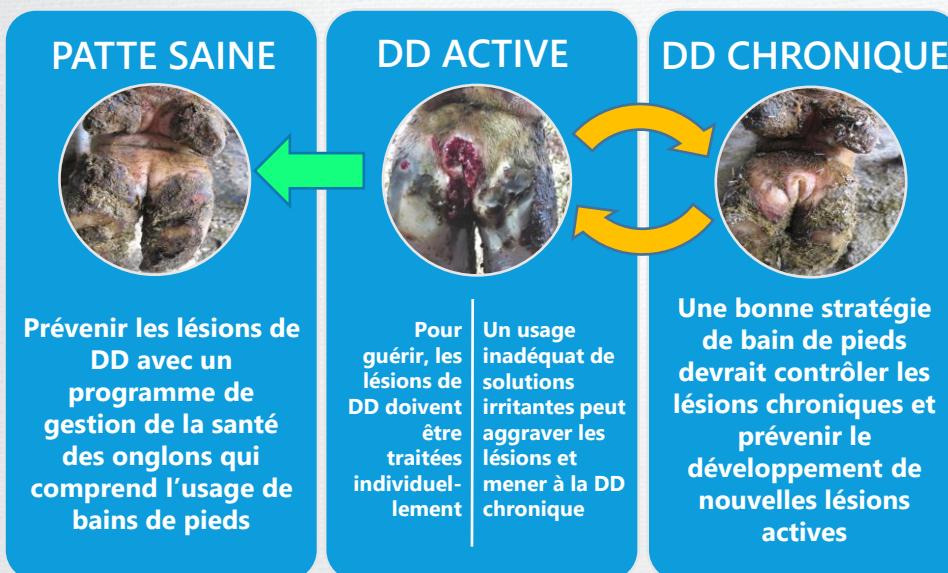 PATTE SAINE
Prévenir les lésions de
DD avec un
programme de
gestion de la santé
des onglons qui
comprend l’usage de
bains de pieds
DD ACTIVE
Pour
guérir, les
lésions de
DD doivent
être
traitées
individuel-
lement
Un usage
inadéquat de
solutions
irritantes peut
aggraver les
lésions et
mener à la DD
chronique
DD CHRONIQUE
Une bonne stratégie
de bain de pieds
devrait contrôler les
lésions chroniques et
prévenir le
développement de
nouvelles lésions
actives